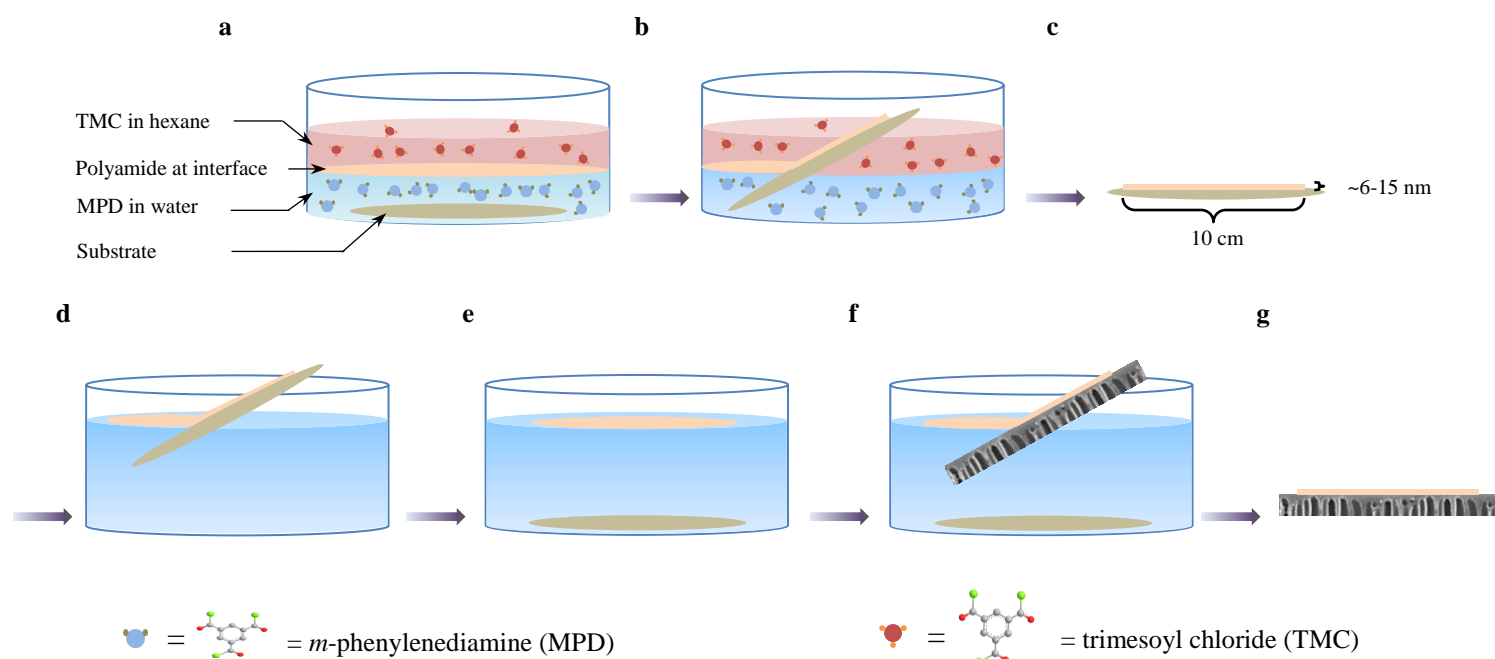 a
b
c
TMC in hexane
Polyamide at interface
MPD in water
Substrate
~6-15 nm
10 cm
d
e
f
g
= = m-phenylenediamine (MPD)
= = trimesoyl chloride (TMC)